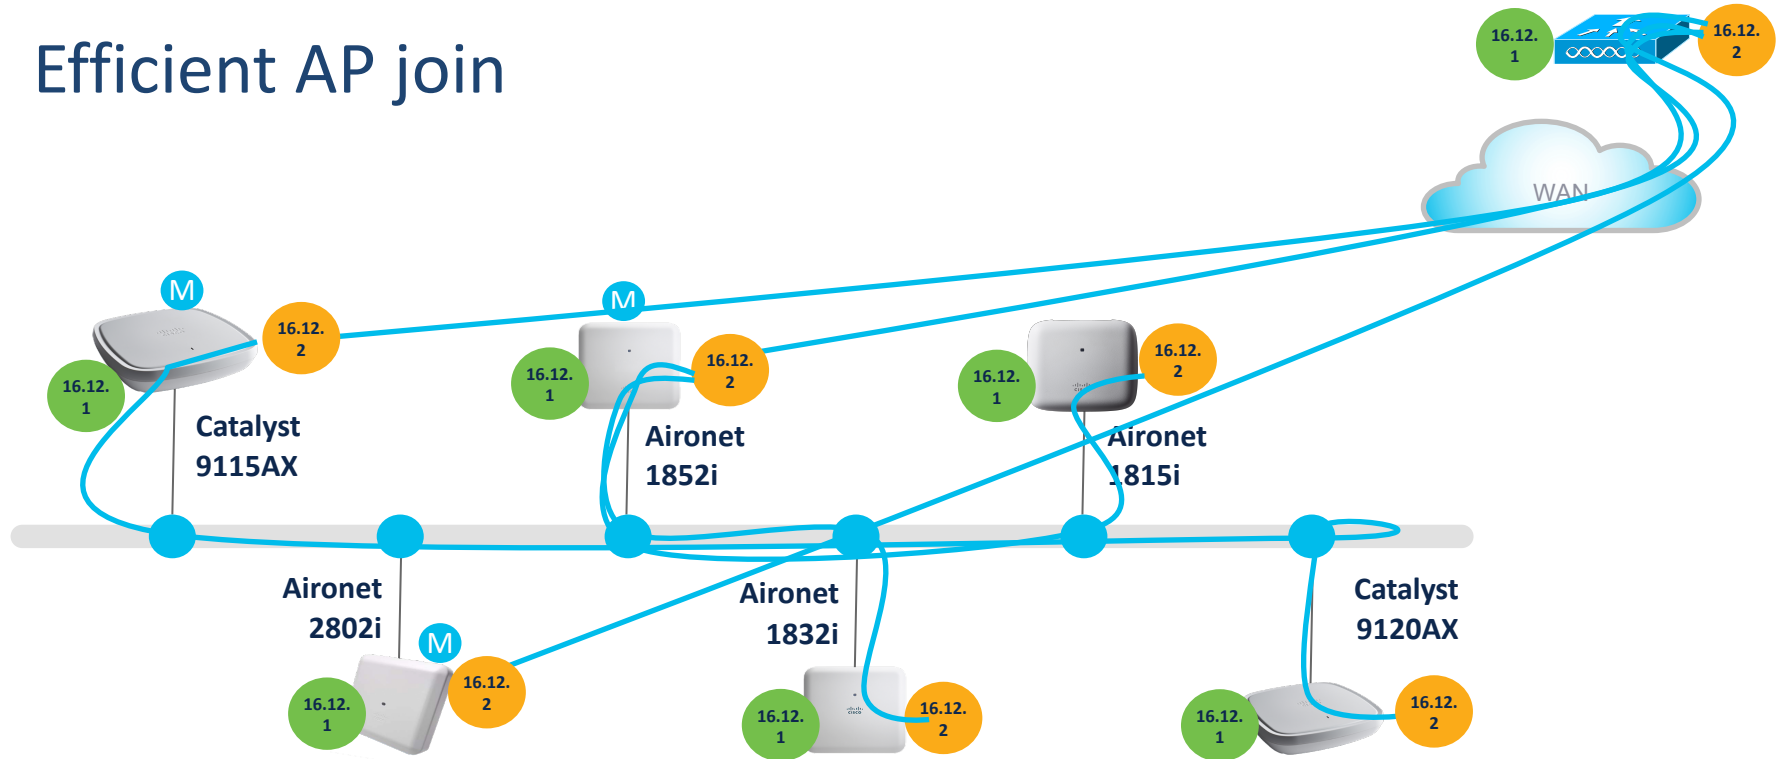 Efficient AP join
16.12.
1
16.12.
2
WAN
M
16.12.
1
16.12.
2
Catalyst
9115AX
M
16.12.
1
16.12.
2
Aironet
1852i
16.12.
1
16.12.
2
Aironet
1815i
Aironet
2802i
M
16.12.
1
16.12.
2
Aironet
1832i
16.12.
1
16.12.
2
Catalyst
9120AX
16.12.
1
16.12.
2